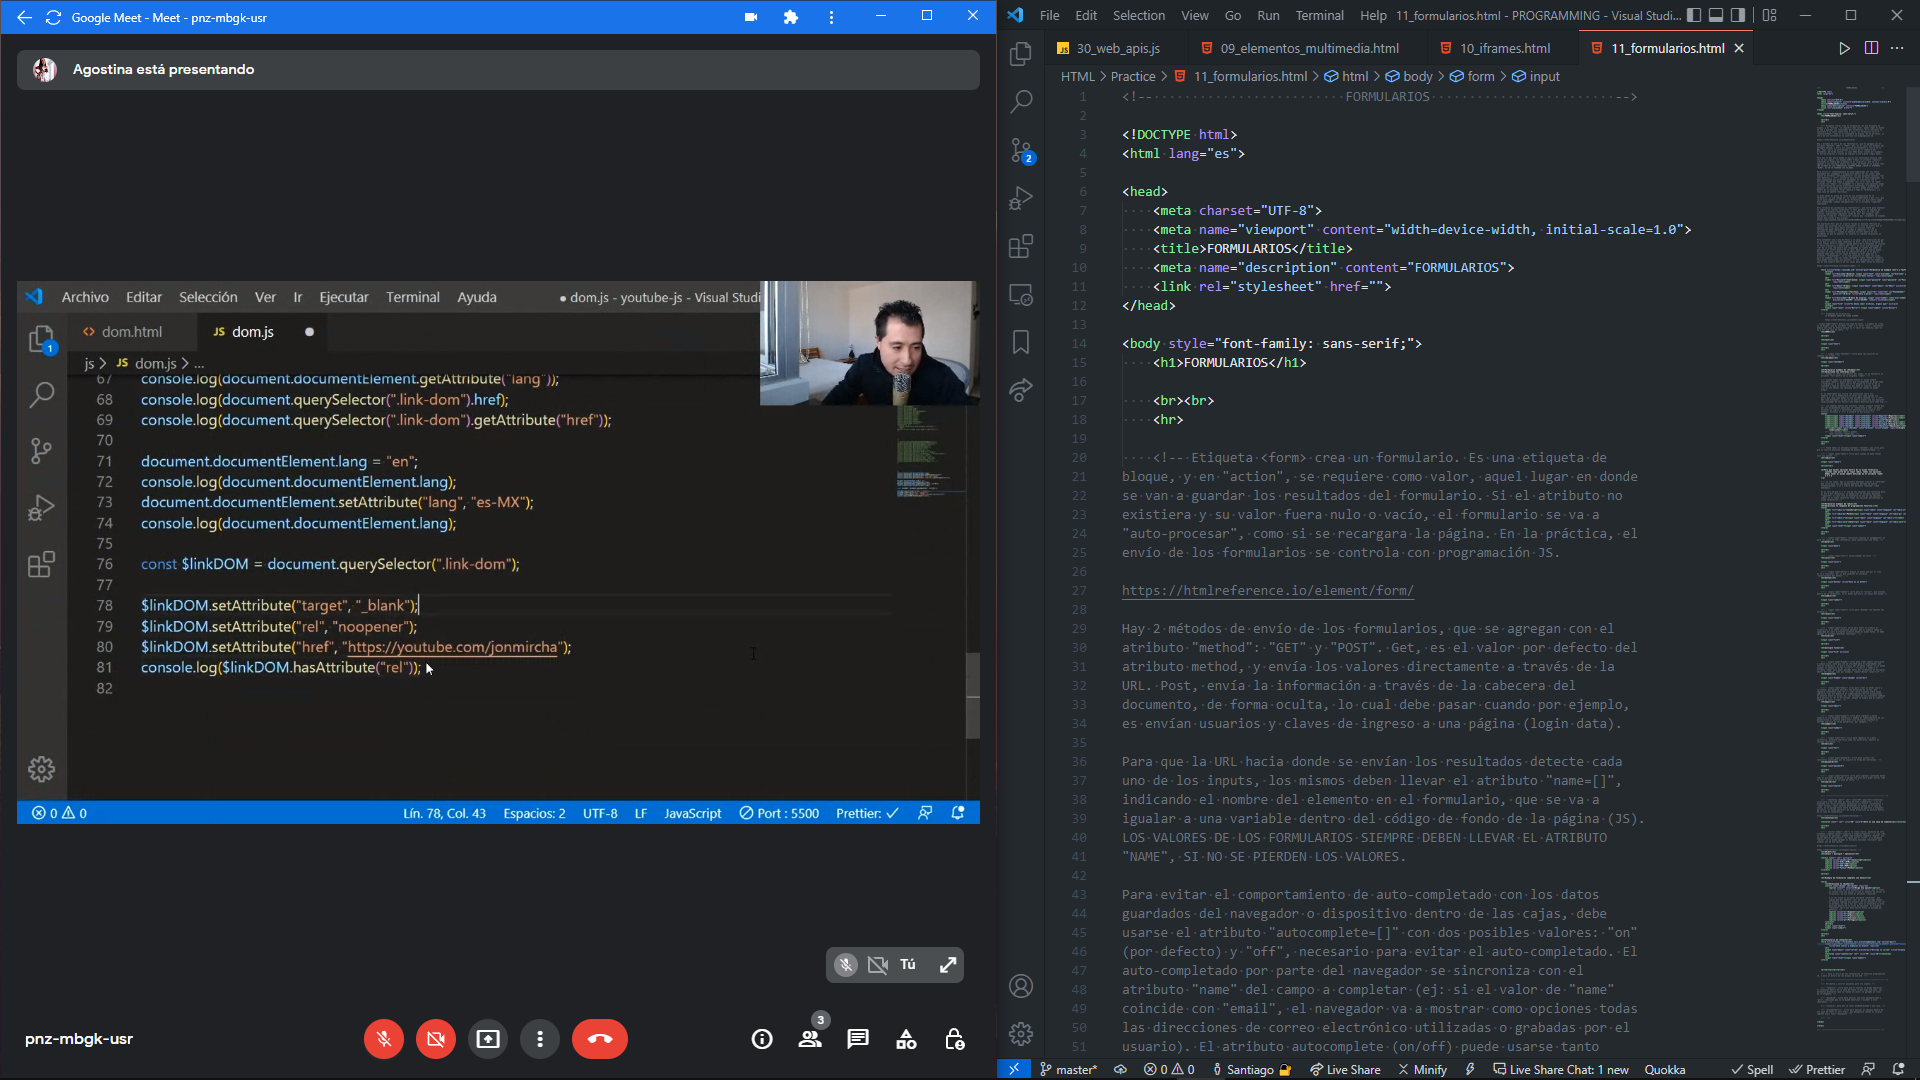 Google Meet - Meet - pnz-mbgk-usr
Agostina está presentando
Archivo Editar Selección Ver Ir Ejecutar Terminal Ayuda ● dom.js - youtube-js - Visual Studi
dom.html JS dom.js
1
js > JS dom.js > ...
67 console.log(document.documentElement.getAttribute("lang"));
68 console.log(document.querySelector(".link-dom").href);
69 console.log(document.querySelector(".link-dom").getAttribute("href"));
70
71 document.documentElement.lang = "en";
72 console.log(document.documentElement.lang);
73 document.documentElement.setAttribute("lang", "es-MX");
74 console.log(document.documentElement.lang);
75
76 const $linkDOM = document.querySelector(".link-dom");
77
78 $linkDOM.setAttribute("target", "_blank");
79 $linkDOM.setAttribute("rel", "noopener");
80 $linkDOM.setAttribute("href", "https://youtube.com/jonmircha");
81 console.log($linkDOM.hasAttribute("rel"));
82
0 0 Lín. 78, Col. 43 Espacios: 2 UTF-8 LF JavaScript Port : 5500 Prettier: ✓
Tú
3
pnz-mbgk-usr
File Edit Selection View Go Run Terminal Help 11_formularios.html - PROGRAMMING - Visual Studi...
JS 30_web_apis.js 09_elementos_multimedia.html 10_iframes.html 11_formularios.html
HTML > Practice > 11_formularios.html > html > body > form > input
2
1 <!-- FORMULARIOS -->
2
3 <!DOCTYPE html>
4 <html lang="es">
5
6 <head>
7 <meta charset="UTF-8">
8 <meta name="viewport" content="width=device-width, initial-scale=1.0">
9 <title>FORMULARIOS</title>
10 <meta name="description" content="FORMULARIOS">
11 <link rel="stylesheet" href="">
12 </head>
13
14 <body style="font-family: sans-serif;">
15 <h1>FORMULARIOS</h1>
16
17 <br><br>
18 <hr>
19
20 <!-- Etiqueta <form> crea un formulario. Es una etiqueta de
21 bloque, y en "action", se requiere como valor, aquel lugar en donde
22 se van a guardar los resultados del formulario. Si el atributo no
23 existiera y su valor fuera nulo o vacío, el formulario se va a
24 "auto-procesar", como si se recargara la página. En la práctica, el
25 envío de los formularios se controla con programación JS.
26
27 https://htmlreference.io/element/form/
28
29 Hay 2 métodos de envío de los formularios, que se agregan con el
30 atributo "method": "GET" y "POST". Get, es el valor por defecto del
31 atributo method, y envía los valores directamente a través de la
32 URL. Post, envía la información a través de la cabecera del
33 documento, de forma oculta, lo cual debe pasar cuando por ejemplo,
34 es envían usuarios y claves de ingreso a una página (login data).
35
36 Para que la URL hacia donde se envían los resultados detecte cada
37 uno de los inputs, los mismos deben llevar el atributo "name=[]",
38 indicando el nombre del elemento en el formulario, que se va a
39 igualar a una variable dentro del código de fondo de la página (JS).
40 LOS VALORES DE LOS FORMULARIOS SIEMPRE DEBEN LLEVAR EL ATRIBUTO
41 "NAME", SI NO SE PIERDEN LOS VALORES.
42
43 Para evitar el comportamiento de auto-completado con los datos
44 guardados del navegador o dispositivo dentro de las cajas, debe
45 usarse el atributo "autocomplete=[]" con dos posibles valores: "on"
46 (por defecto) y "off", necesario para evitar el auto-completado. El
47 auto-completado por parte del navegador se sincroniza con el
48 atributo "name" del campo a completar (ej: si el valor de "name"
49 coincide con "email", el navegador va a mostrar como opciones todas
50 las direcciones de correo electrónico utilizadas o grabadas por el
51 usuario). El atributo autocomplete (on/off) puede usarse tanto
master* 0 0 Santiago Live Share Minify Live Share Chat: 1 new Quokka ✓ Spell Prettier